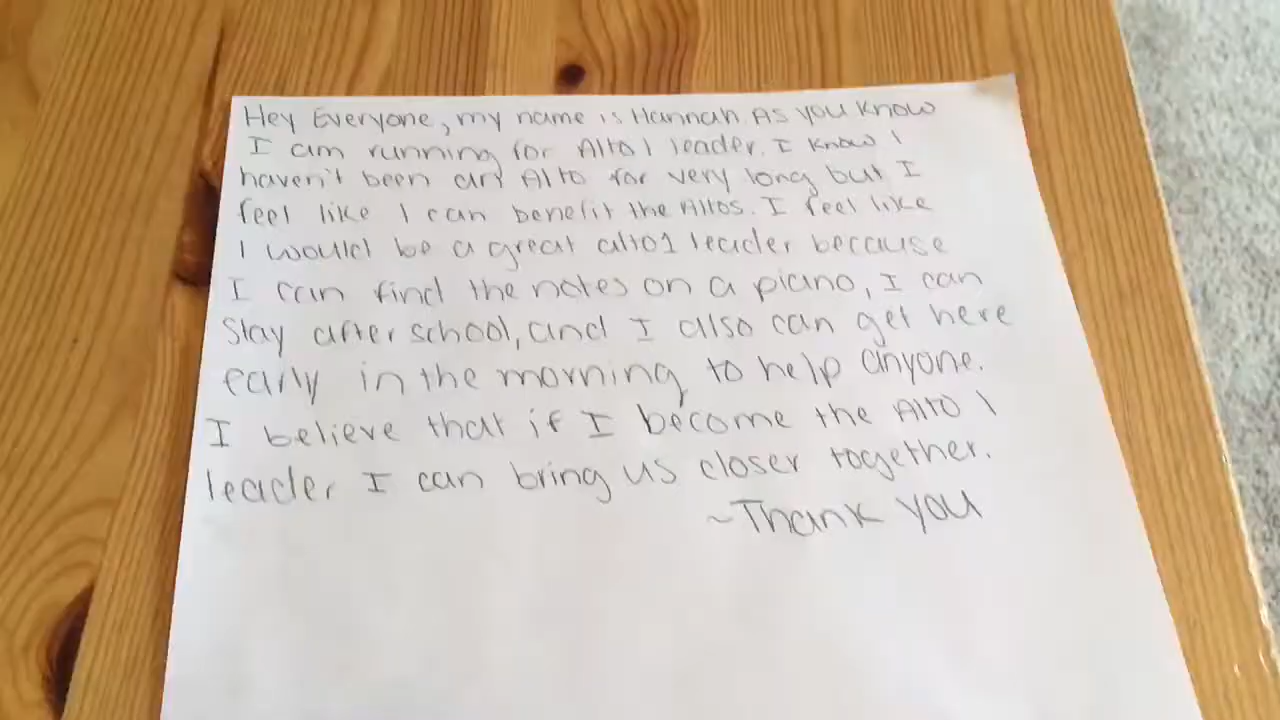 Hey Everyone, my name is Hannah. As you know
I am running for Alto 1 leader. I know I
haven't been an Alto for very long but I
feel like I can benefit the Altos. I feel like
I would be a great alto1 leader because
I can find the notes on a piano, I can
stay after school, and I also can get here
early in the morning to help anyone.
I believe that if I become the Alto 1
leader I can bring us closer together.
~Thank you